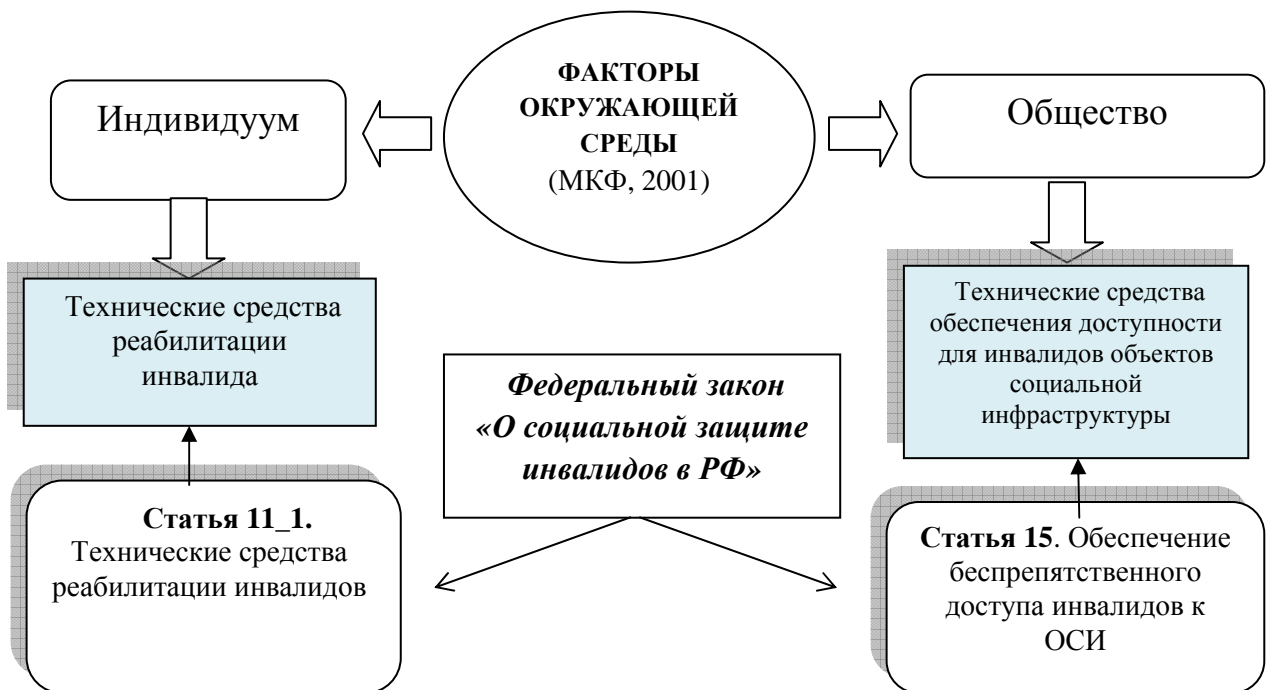 ФАКТОРЫ
ОКРУЖАЮЩЕЙ
СРЕДЫ
(МКФ, 2001)
Индивидуум
Общество
Технические средства
реабилитации
инвалида
Технические средства
обеспечения доступности
для инвалидов объектов
социальной
инфраструктуры
Федеральный закон
«О социальной защите
инвалидов в РФ»
Статья 11_1.
Технические средства
реабилитации инвалидов
Статья 15. Обеспечение
беспрепятственного
доступа инвалидов к
ОСИ